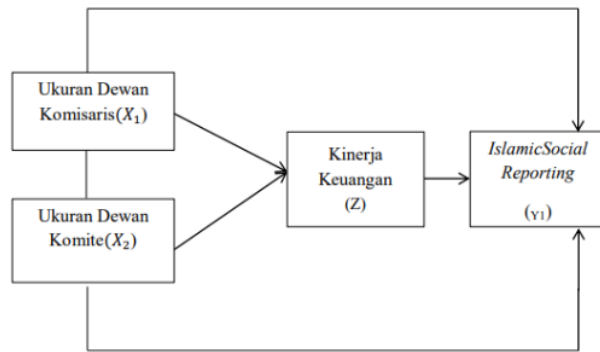 Ukuran Dewan
Komisaris(X₁)
Ukuran Dewan
Komite(X₂)
Kinerja
Keuangan
(Z)
IslamicSocial
Reporting
(Y1)